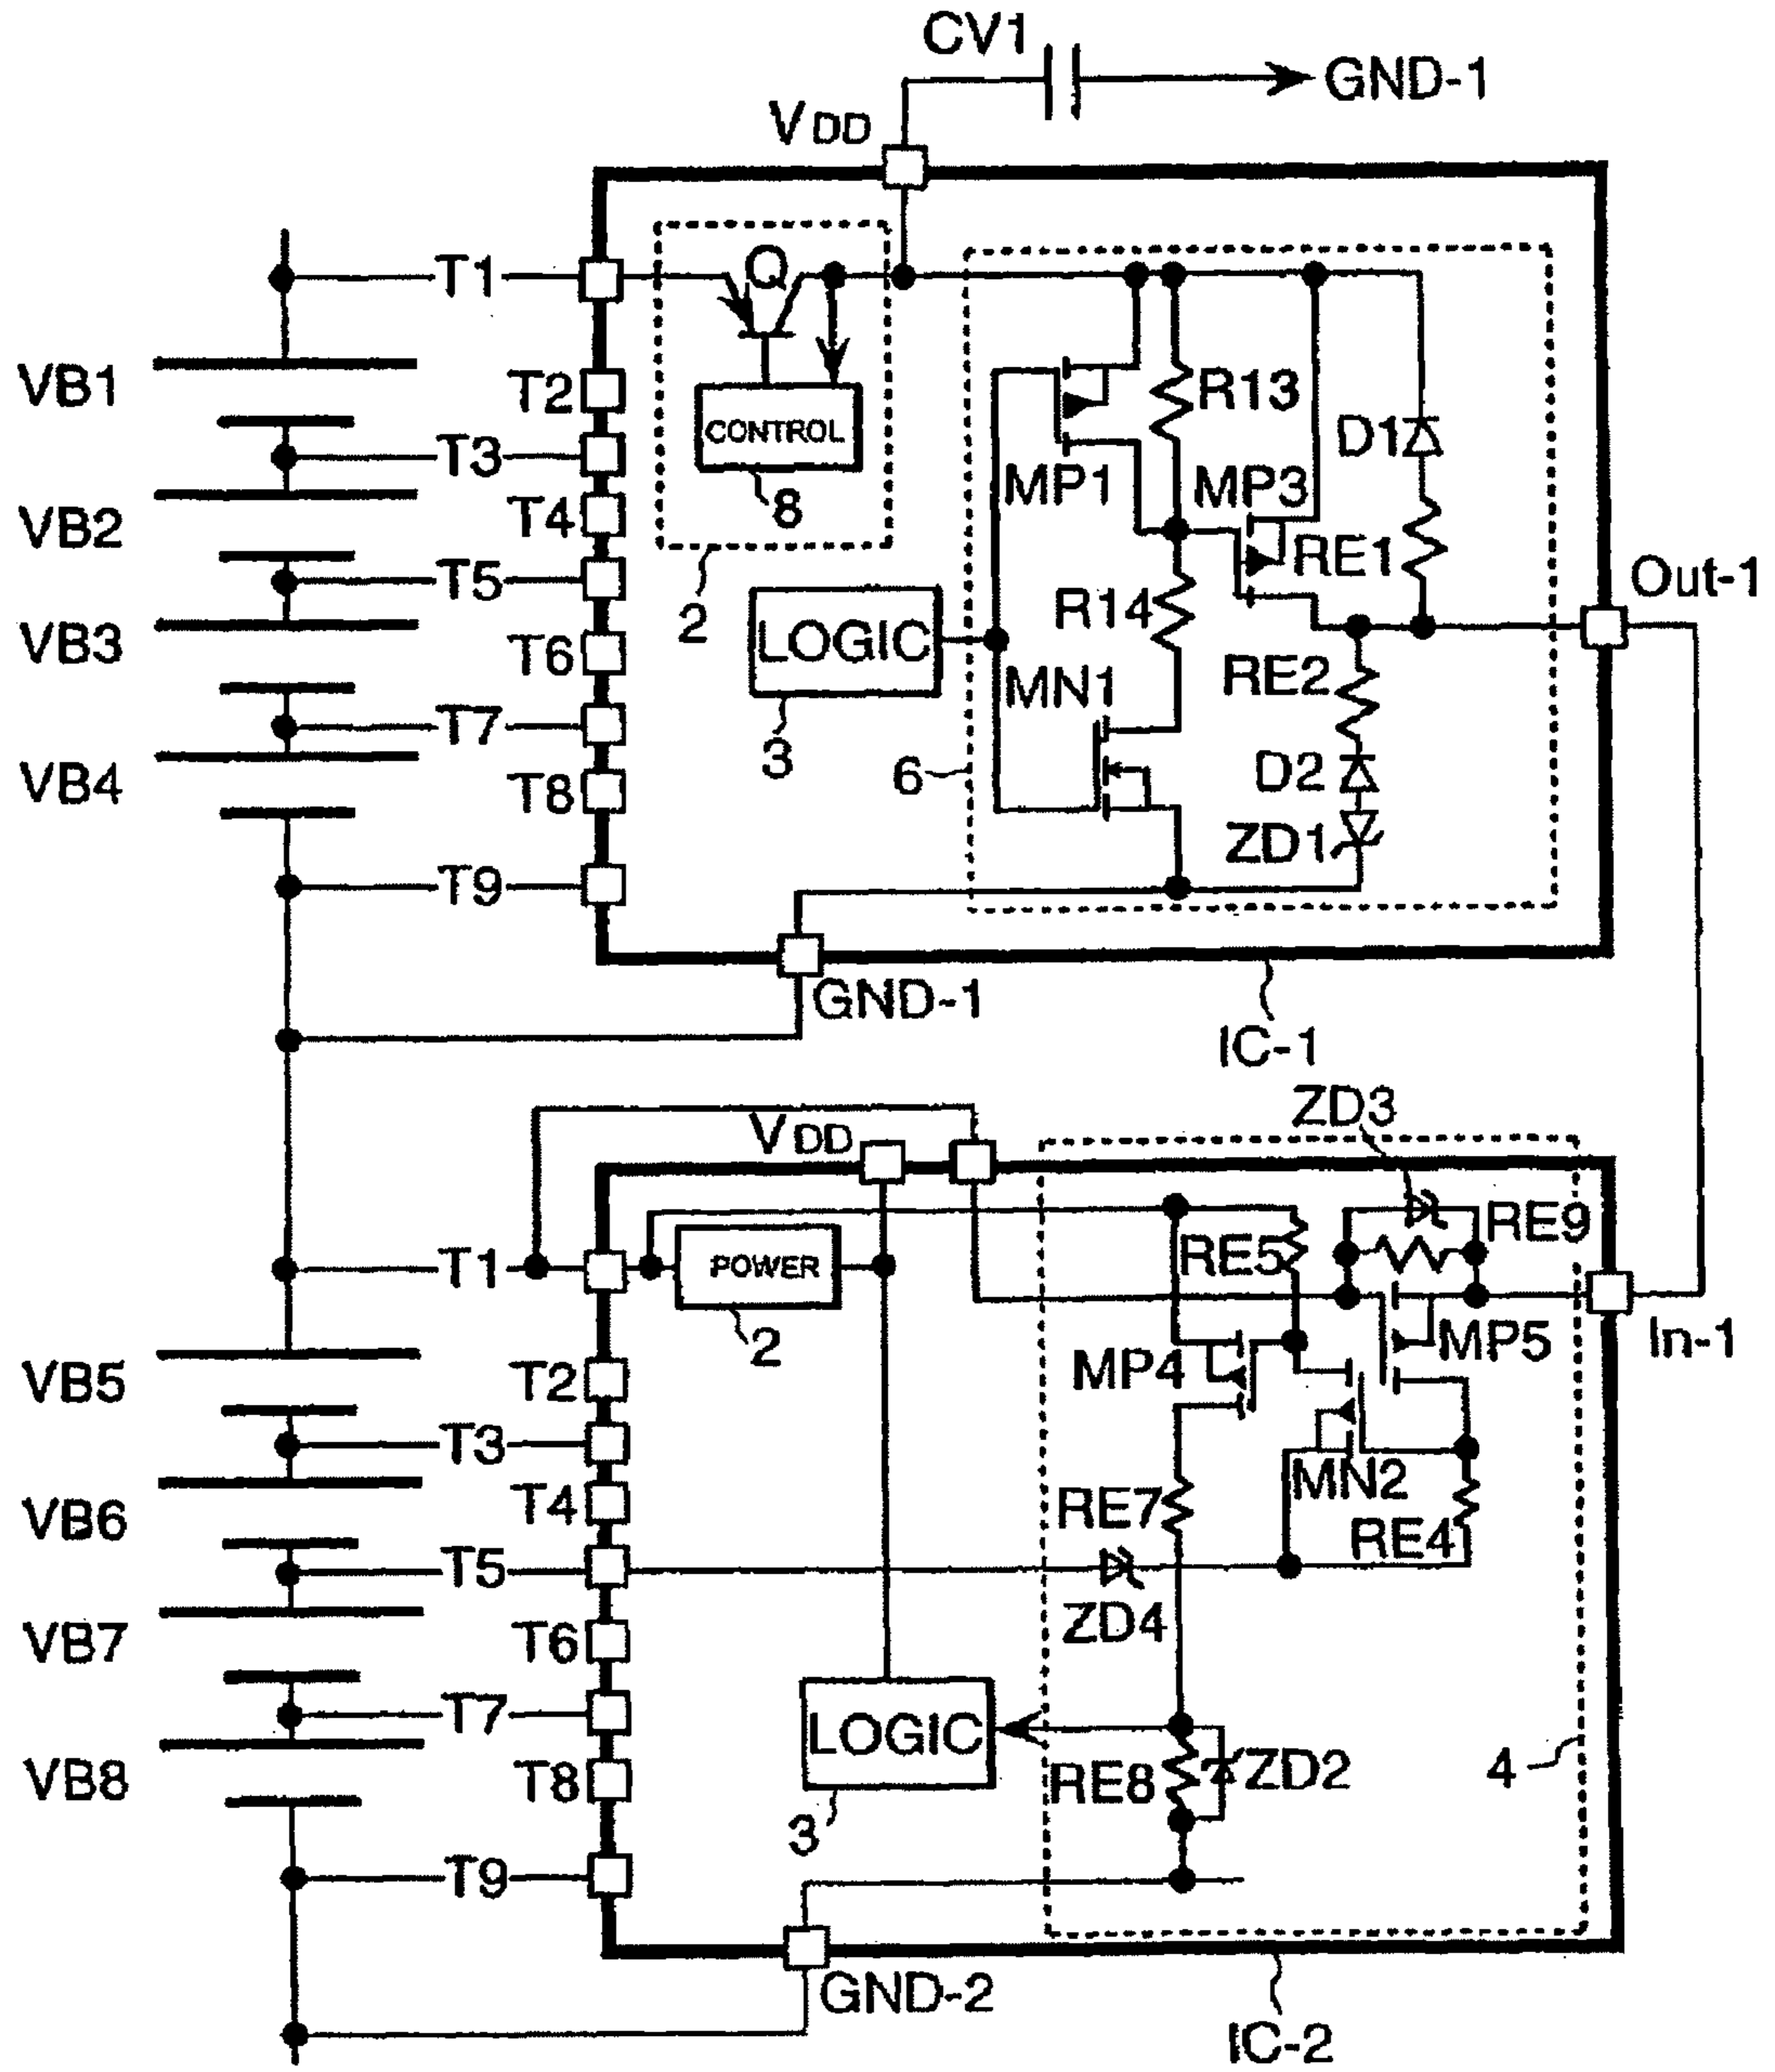 CV1
GND-1
VDD
T1
Q
VB1
T2
CONTROL
R13
D1
T3
MP1
MP3
8
T4
VB2
RE1
T5
Out-1
2
R14
VB3
T6
LOGIC
RE2
MN1
T7
3
6
D2
VB4
T8
ZD1
T9
GND-1
IC-1
ZD3
VDD
RE9
RE5
T1
POWER
2
MP5
In-1
MP4
VB5
T2
T3
MN2
T4
RE7
VB6
RE4
T5
ZD4
VB7
T6
T7
LOGIC
RE8
ZD2
4
VB8
T8
3
T9
GND-2
IC-2